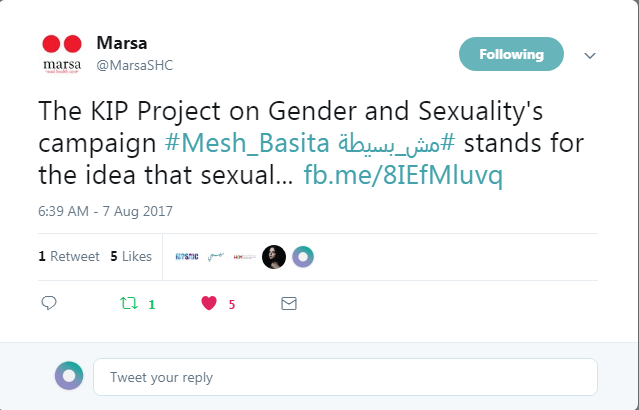 Marsa
@MarsaSHC
Following
marsa
The KIP Project on Gender and Sexuality's
campaign #Mesh_Basita #مش_بسيطة stands for
the idea that sexual... fb.me/8IEfMluvq
6:39 AM - 7 Aug 2017
1 Retweet 5 Likes
1 5
Tweet your reply